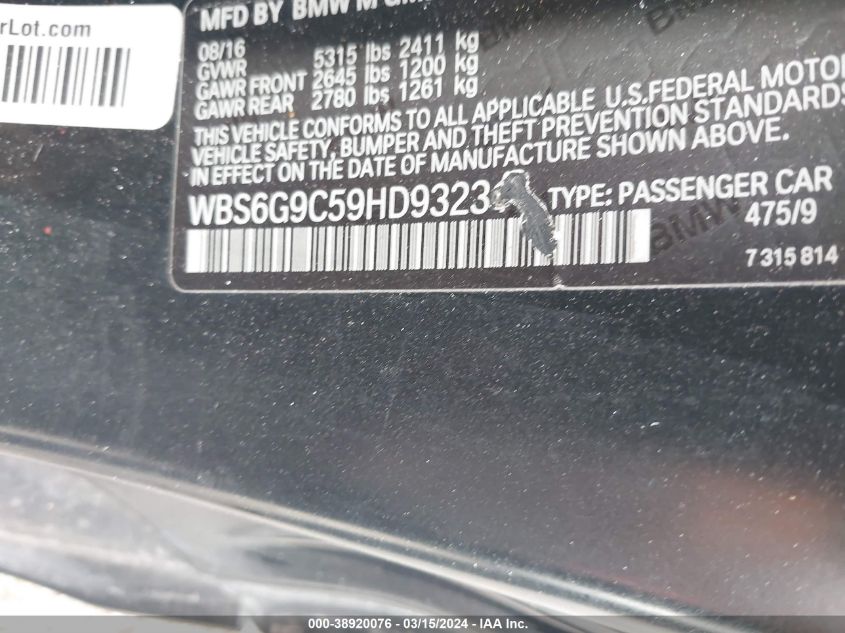 rLot.com
MFD BY BMW M
08/16
GVWR 5315 lbs 2411 kg
GAWR FRONT 2645 lbs 1200 kg
GAWR REAR 2780 lbs 1261 kg
THIS VEHICLE CONFORMS TO ALL APPLICABLE U.S.FEDERAL MOTOR
VEHICLE SAFETY, BUMPER AND THEFT PREVENTION STANDARDS
IN EFFECT ON THE DATE OF MANUFACTURE SHOWN ABOVE.
WBS6G9C59HD9323 TYPE: PASSENGER CAR
475/9
7 315 814
000-38920076 - 03/15/2024 - IAA Inc.